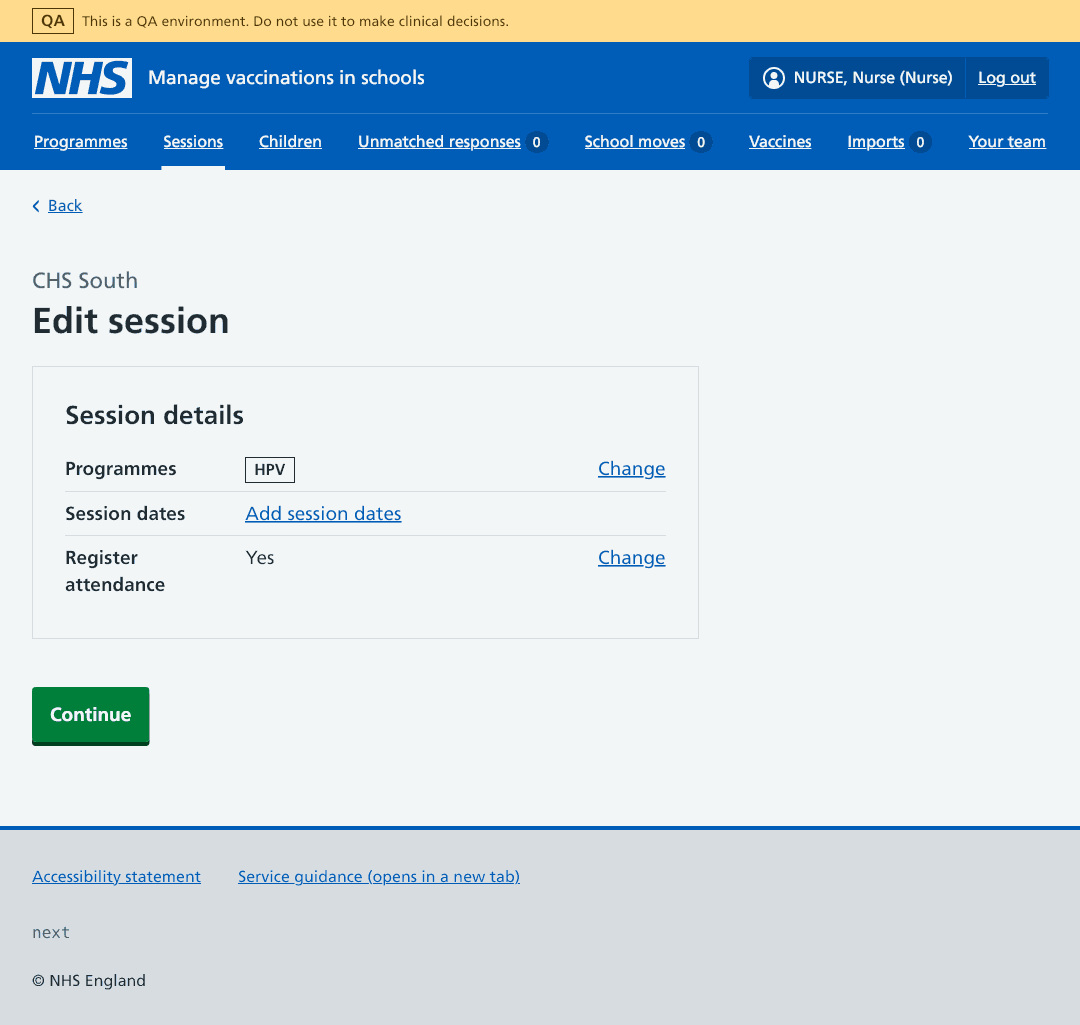 QA This is a QA environment. Do not use it to make clinical decisions.
NHS Manage vaccinations in schools NURSE, Nurse (Nurse) Log out
Programmes Sessions Children Unmatched responses 0 School moves 0 Vaccines Imports 0 Your team
Back
CHS South
Edit session
Session details
Programmes HPV Change
Session dates Add session dates
Register attendance Yes Change
Continue
Accessibility statement Service guidance (opens in a new tab)
next
© NHS England